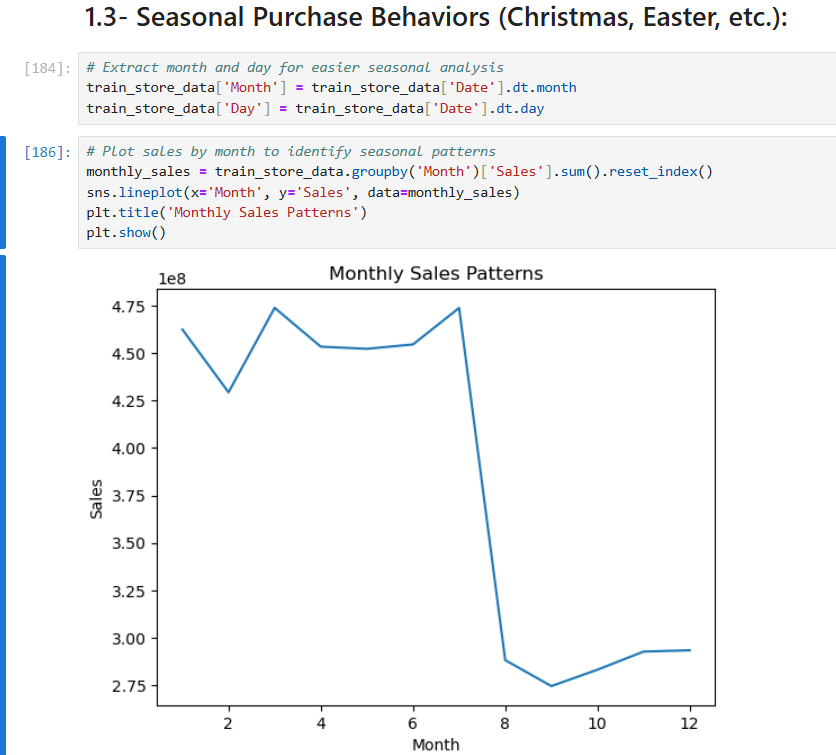 1.3- Seasonal Purchase Behaviors (Christmas, Easter, etc.):
[184]:
# Extract month and day for easier seasonal analysis
train_store_data['Month'] = train_store_data['Date'].dt.month
train_store_data['Day'] = train_store_data['Date'].dt.day
[186]:
# Plot sales by month to identify seasonal patterns
monthly_sales = train_store_data.groupby('Month')['Sales'].sum().reset_index()
sns.lineplot(x='Month', y='Sales', data=monthly_sales)
plt.title('Monthly Sales Patterns')
plt.show()
Monthly Sales Patterns
1e8
4.75
4.50
4.25
4.00
3.75
3.50
3.25
3.00
2.75
Sales
2 4 6 8 10 12
Month